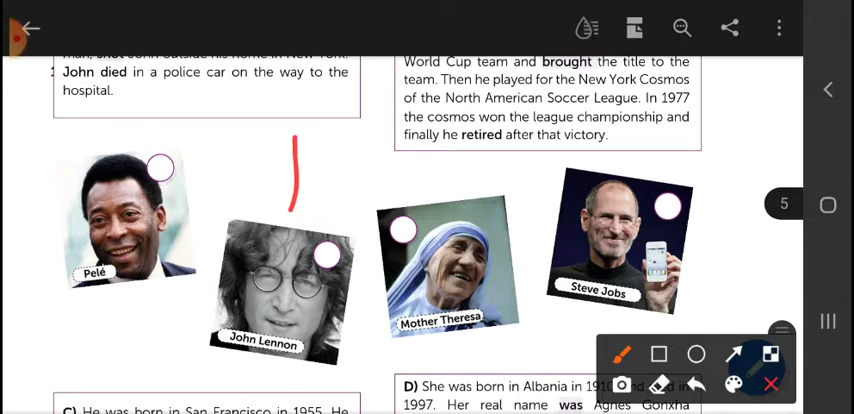 John died in a police car on the way to the
hospital.
World Cup team and brought the title to the
team. Then he played for the New York Cosmos
of the North American Soccer League. In 1977
the cosmos won the league championship and
finally he retired after that victory.
Pelé
John Lennon
Mother Theresa
Steve Jobs
5
C) He was born in San Francisco in 1955. He
D) She was born in Albania in 1910 and died in
1997. Her real name was Agnes Gonxha